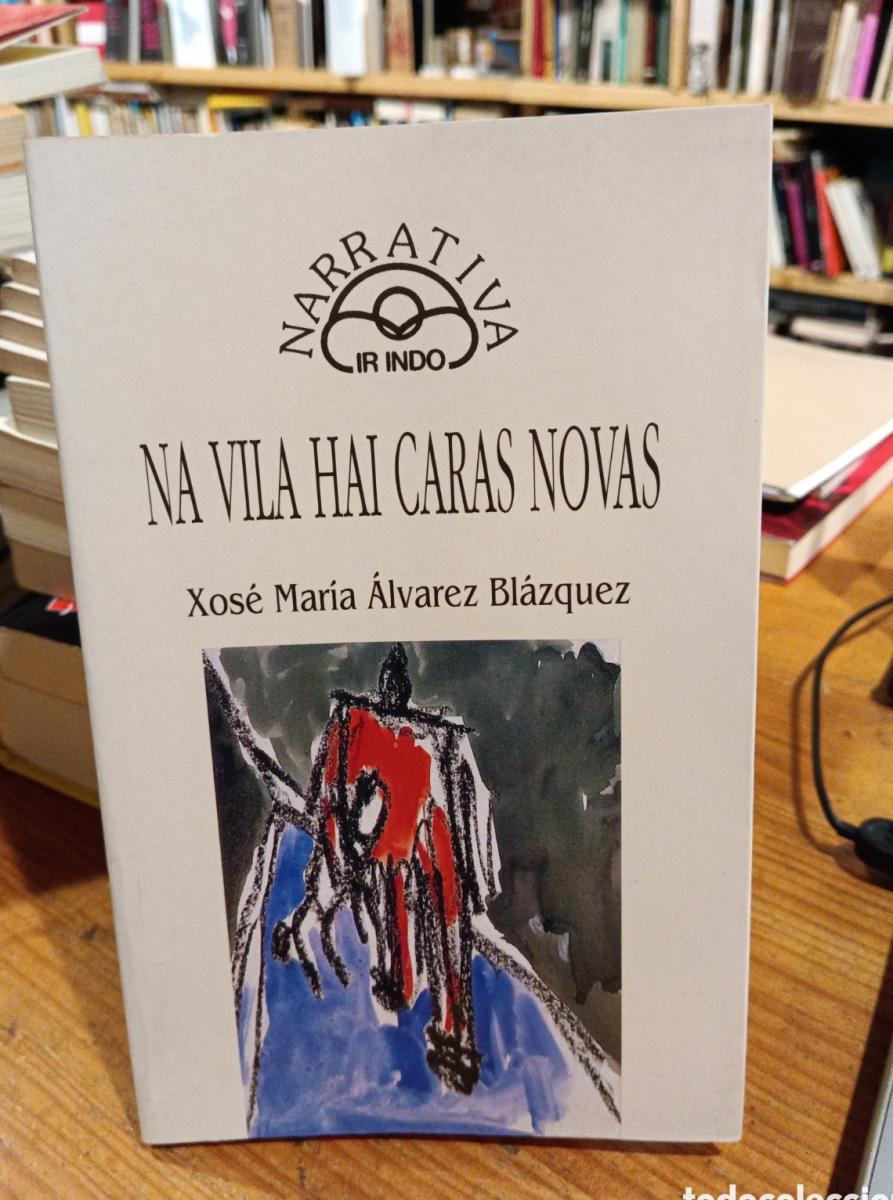 NARRATIVA
IR INDO
NA VILA HAI CARAS NOVAS
Xosé María Álvarez Blázquez